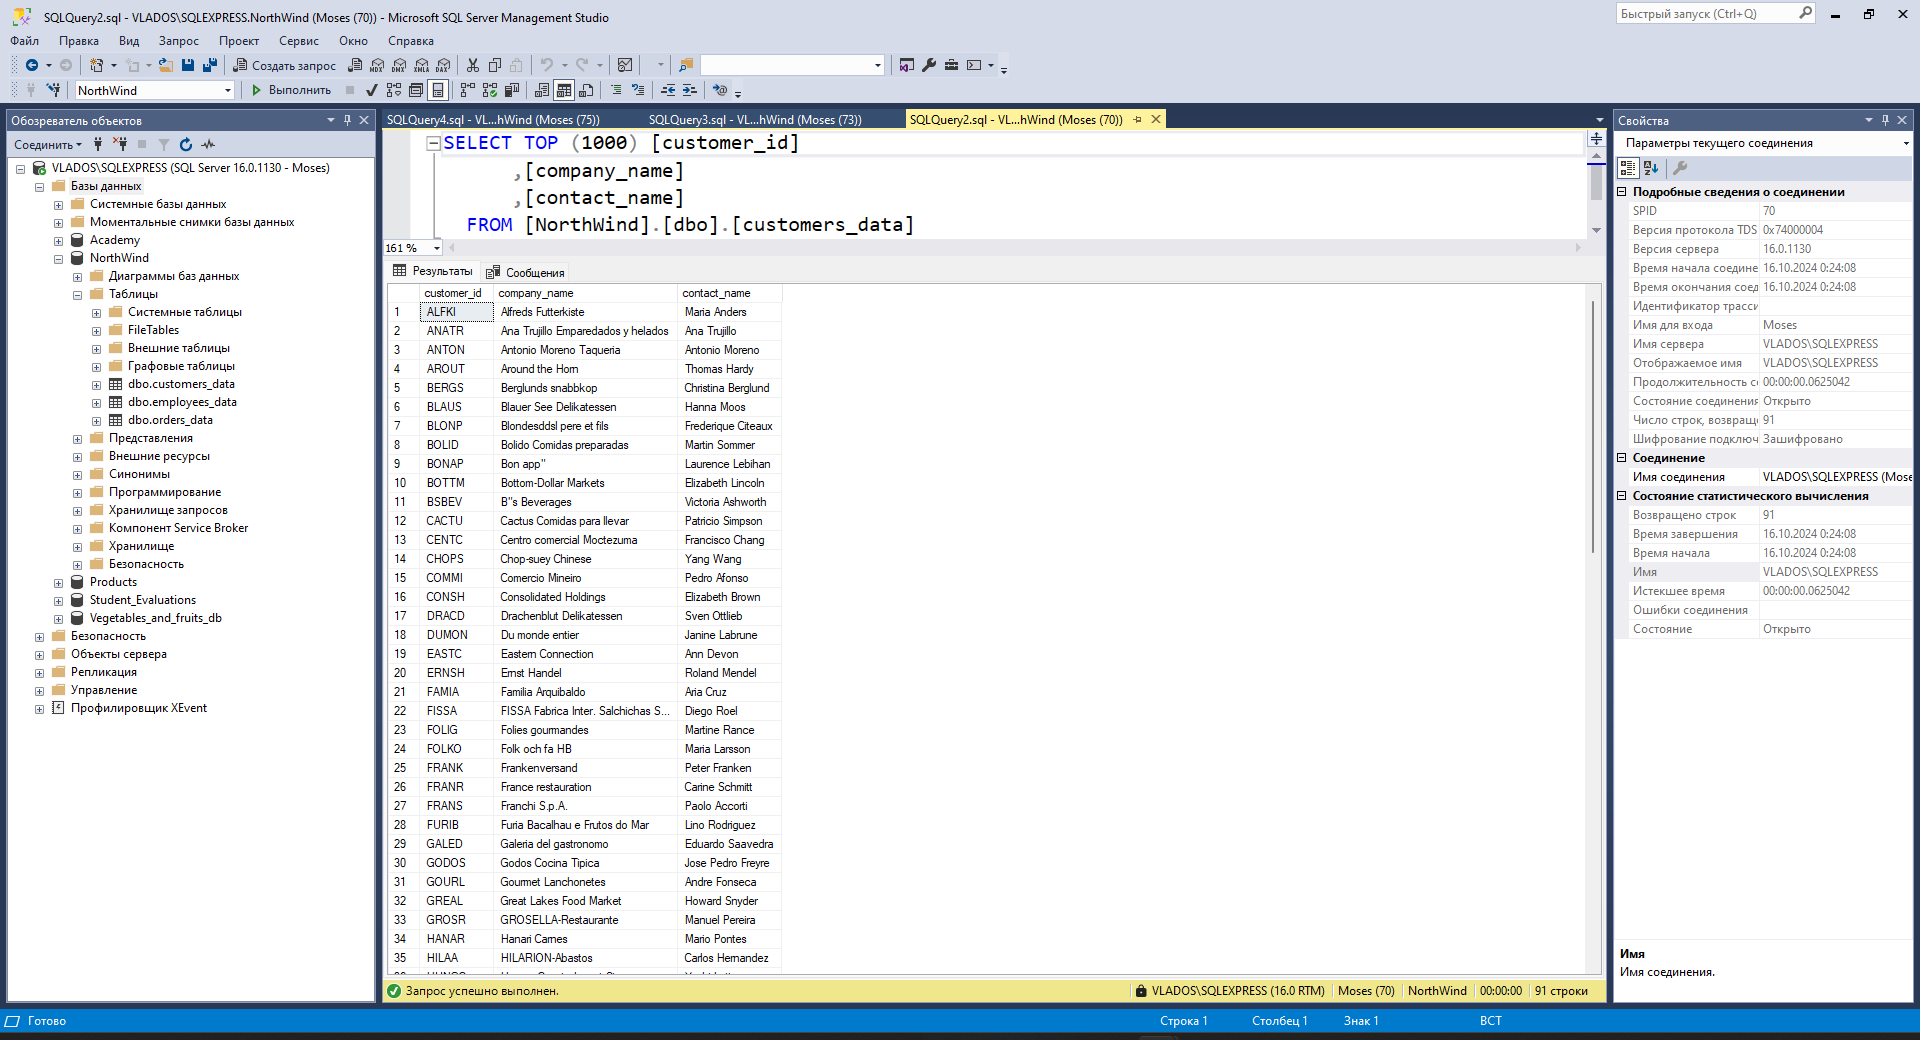 SQLQuery2.sql - VLADOS\SQLEXPRESS.NorthWind (Moses (70)) - Microsoft SQL Server Management Studio
Быстрый запуск (Ctrl+Q)
Файл Правка Вид Запрос Проект Сервис Окно Справка
Создать запрос MDX DMX XMLA DAX
NorthWind Выполнить
Обозреватель объектов
Соединить
VLADOS\SQLEXPRESS (SQL Server 16.0.1130 - Moses)
Базы данных
Системные базы данных
Моментальные снимки базы данных
Academy
NorthWind
Диаграммы баз данных
Таблицы
Системные таблицы
FileTables
Внешние таблицы
Графовые таблицы
dbo.customers_data
dbo.employees_data
dbo.orders_data
Представления
Внешние ресурсы
Синонимы
Программирование
Хранилище запросов
Компонент Service Broker
Хранилище
Безопасность
Products
Student_Evaluations
Vegetables_and_fruits_db
Безопасность
Объекты сервера
Репликация
Управление
Профилировщик XEvent
SQLQuery4.sql - VL...hWind (Moses (75)) SQLQuery3.sql - VL...hWind (Moses (73)) SQLQuery2.sql - VL...hWind (Moses (70))
SELECT TOP (1000) [customer_id]
,[company_name]
,[contact_name]
FROM [NorthWind].[dbo].[customers_data]
161 %
Результаты Сообщения
customer_id company_name contact_name
1 ALFKI Alfreds Futterkiste Maria Anders
2 ANATR Ana Trujillo Emparedados y helados Ana Trujillo
3 ANTON Antonio Moreno Taqueria Antonio Moreno
4 AROUT Around the Horn Thomas Hardy
5 BERGS Berglunds snabbkop Christina Berglund
6 BLAUS Blauer See Delikatessen Hanna Moos
7 BLONP Blondesddsl pere et fils Frederique Citeaux
8 BOLID Bolido Comidas preparadas Martin Sommer
9 BONAP Bon app'' Laurence Lebihan
10 BOTTM Bottom-Dollar Markets Elizabeth Lincoln
11 BSBEV B''s Beverages Victoria Ashworth
12 CACTU Cactus Comidas para llevar Patricio Simpson
13 CENTC Centro comercial Moctezuma Francisco Chang
14 CHOPS Chop-suey Chinese Yang Wang
15 COMMI Comercio Mineiro Pedro Afonso
16 CONSH Consolidated Holdings Elizabeth Brown
17 DRACD Drachenblut Delikatessen Sven Ottlieb
18 DUMON Du monde entier Janine Labrune
19 EASTC Eastern Connection Ann Devon
20 ERNSH Ernst Handel Roland Mendel
21 FAMIA Familia Arquibaldo Aria Cruz
22 FISSA FISSA Fabrica Inter. Salchichas S... Diego Roel
23 FOLIG Folies gourmandes Martine Rance
24 FOLKO Folk och fa HB Maria Larsson
25 FRANK Frankenversand Peter Franken
26 FRANR France restauration Carine Schmitt
27 FRANS Franchi S.p.A. Paolo Accorti
28 FURIB Furia Bacalhau e Frutos do Mar Lino Rodriguez
29 GALED Galeria del gastronomo Eduardo Saavedra
30 GODOS Godos Cocina Tipica Jose Pedro Freyre
31 GOURL Gourmet Lanchonetes Andre Fonseca
32 GREAL Great Lakes Food Market Howard Snyder
33 GROSR GROSELLA-Restaurante Manuel Pereira
34 HANAR Hanari Carnes Mario Pontes
35 HILAA HILARION-Abastos Carlos Hernandez
Запрос успешно выполнен. VLADOS\SQLEXPRESS (16.0 RTM) Moses (70) NorthWind 00:00:00 91 строки
Свойства
Параметры текущего соединения
Подробные сведения о соединении
SPID 70
Версия протокола TDS 0x74000004
Версия сервера 16.0.1130
Время начала соедине 16.10.2024 0:24:08
Время окончания соед 16.10.2024 0:24:08
Идентификатор трасси
Имя для входа Moses
Имя сервера VLADOS\SQLEXPRESS
Отображаемое имя VLADOS\SQLEXPRESS
Продолжительность со 00:00:00.0625042
Состояние соединения Открыто
Число строк, возвращ 91
Шифрование подключ Зашифровано
Соединение
Имя соединения VLADOS\SQLEXPRESS (Mose
Состояние статистического вычисления
Возвращено строк 91
Время завершения 16.10.2024 0:24:08
Время начала 16.10.2024 0:24:08
Имя VLADOS\SQLEXPRESS
Истекшее время 00:00:00.0625042
Ошибки соединения
Состояние Открыто
Имя
Имя соединения.
Готово Строка 1 Столбец 1 Знак 1 ВСТ